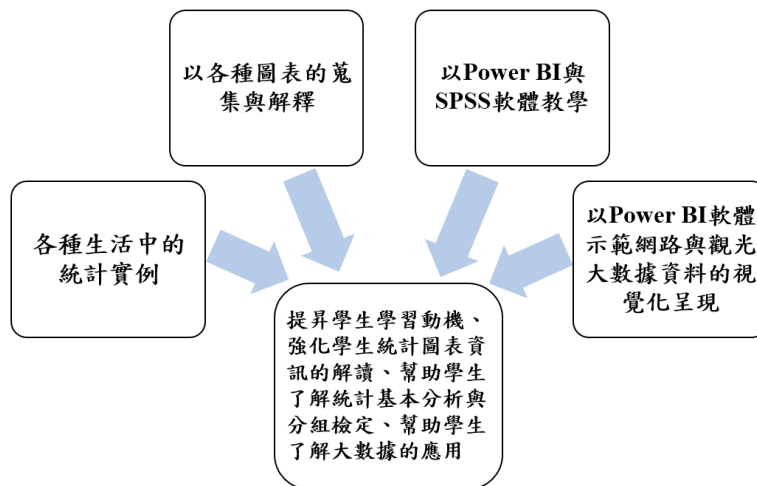 以各種圖表的蒐
集與解釋
以Power BI與
SPSS軟體教學
各種生活中的
統計實例
以Power BI軟體
示範網路與觀光
大數據資料的視
覺化呈現
提昇學生學習動機、
強化學生統計圖表資
訊的解讀、幫助學生
了解統計基本分析與
分組檢定、幫助學生
了解大數據的應用